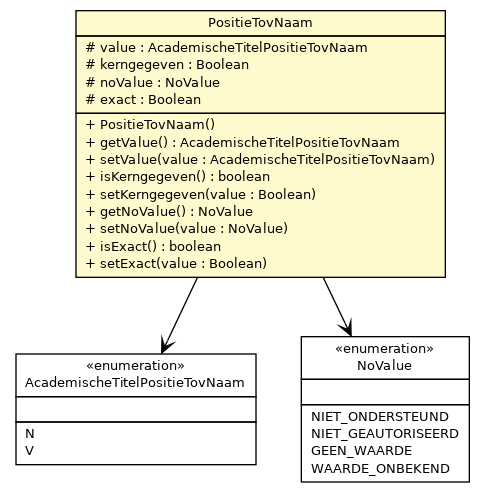 PositieTovNaam
# value : AcademischeTitelPositieTovNaam
# kerngegeven : Boolean
# noValue : NoValue
# exact : Boolean
+ PositieTovNaam()
+ getValue() : AcademischeTitelPositieTovNaam
+ setValue(value : AcademischeTitelPositieTovNaam)
+ isKerngegeven() : boolean
+ setKerngegeven(value : Boolean)
+ getNoValue() : NoValue
+ setNoValue(value : NoValue)
+ isExact() : boolean
+ setExact(value : Boolean)
«enumeration»
AcademischeTitelPositieTovNaam
N
V
«enumeration»
NoValue
NIET_ONDERSTEUND
NIET_GEAUTORISEERD
GEEN_WAARDE
WAARDE_ONBEKEND